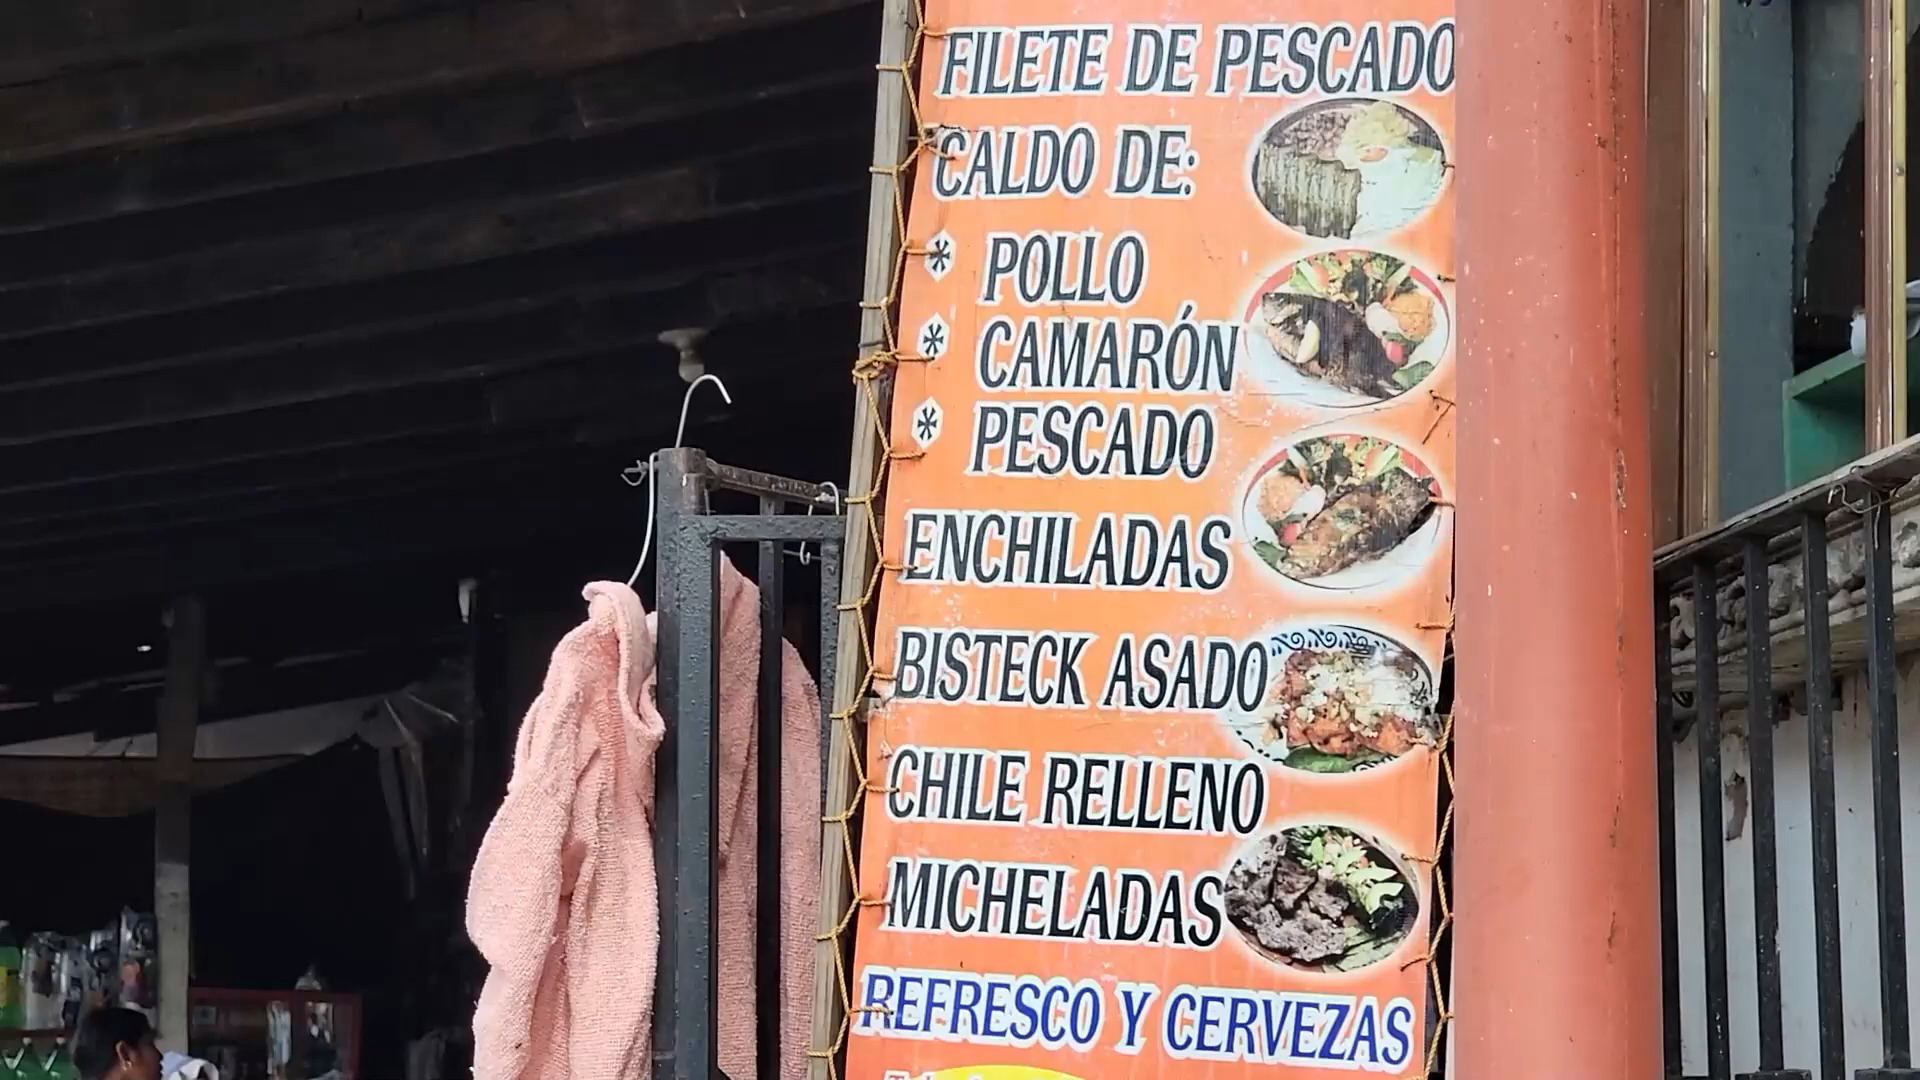 FILETE DE PESCADO
CALDO DE:
* POLLO
* CAMARÓN
* PESCADO
ENCHILADAS
BISTECK ASADO
CHILE RELLENO
MICHELADAS
REFRESCO Y CERVEZAS